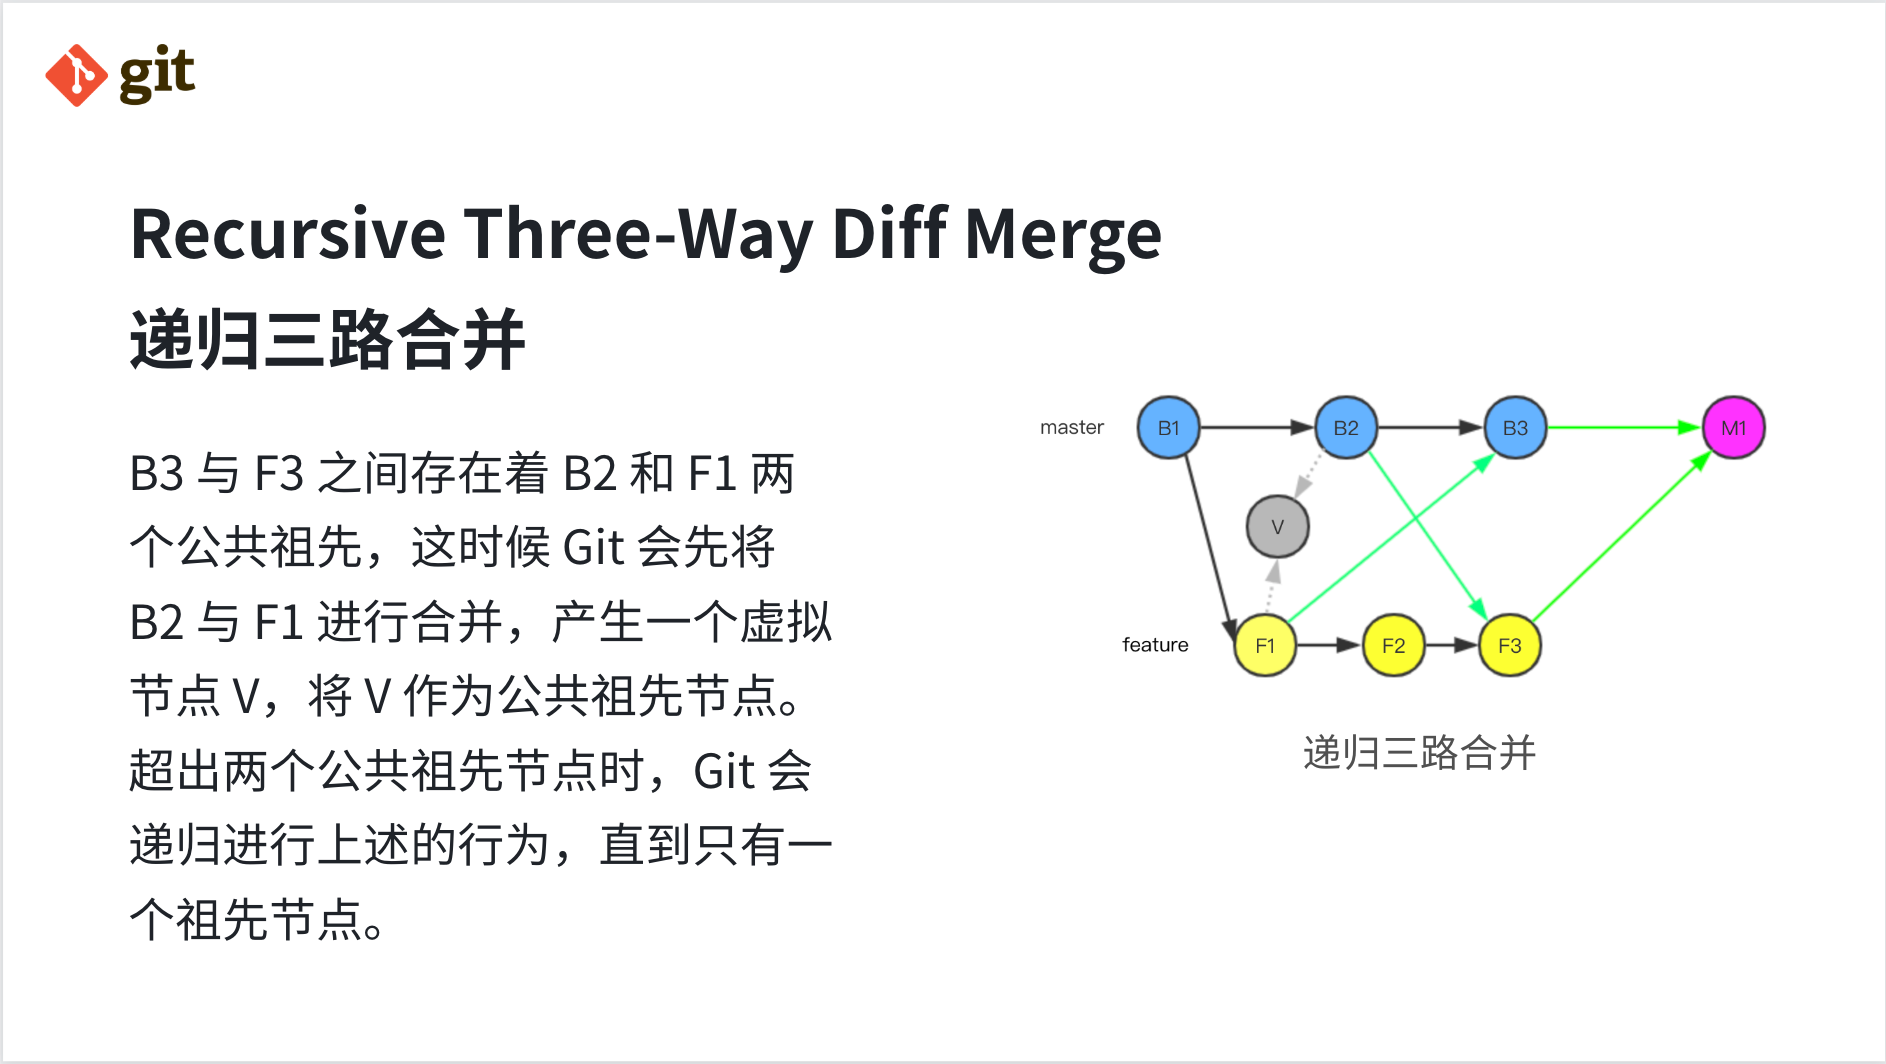 git
Recursive Three-Way Diff Merge
递归三路合并
B3 与 F3 之间存在着 B2 和 F1 两
个公共祖先，这时候 Git 会先将
B2 与 F1 进行合并，产生一个虚拟
节点 V，将 V 作为公共祖先节点。
超出两个公共祖先节点时，Git 会
递归进行上述的行为，直到只有一
个祖先节点。
master B1 B2 B3 M1
V
feature F1 F2 F3
递归三路合并